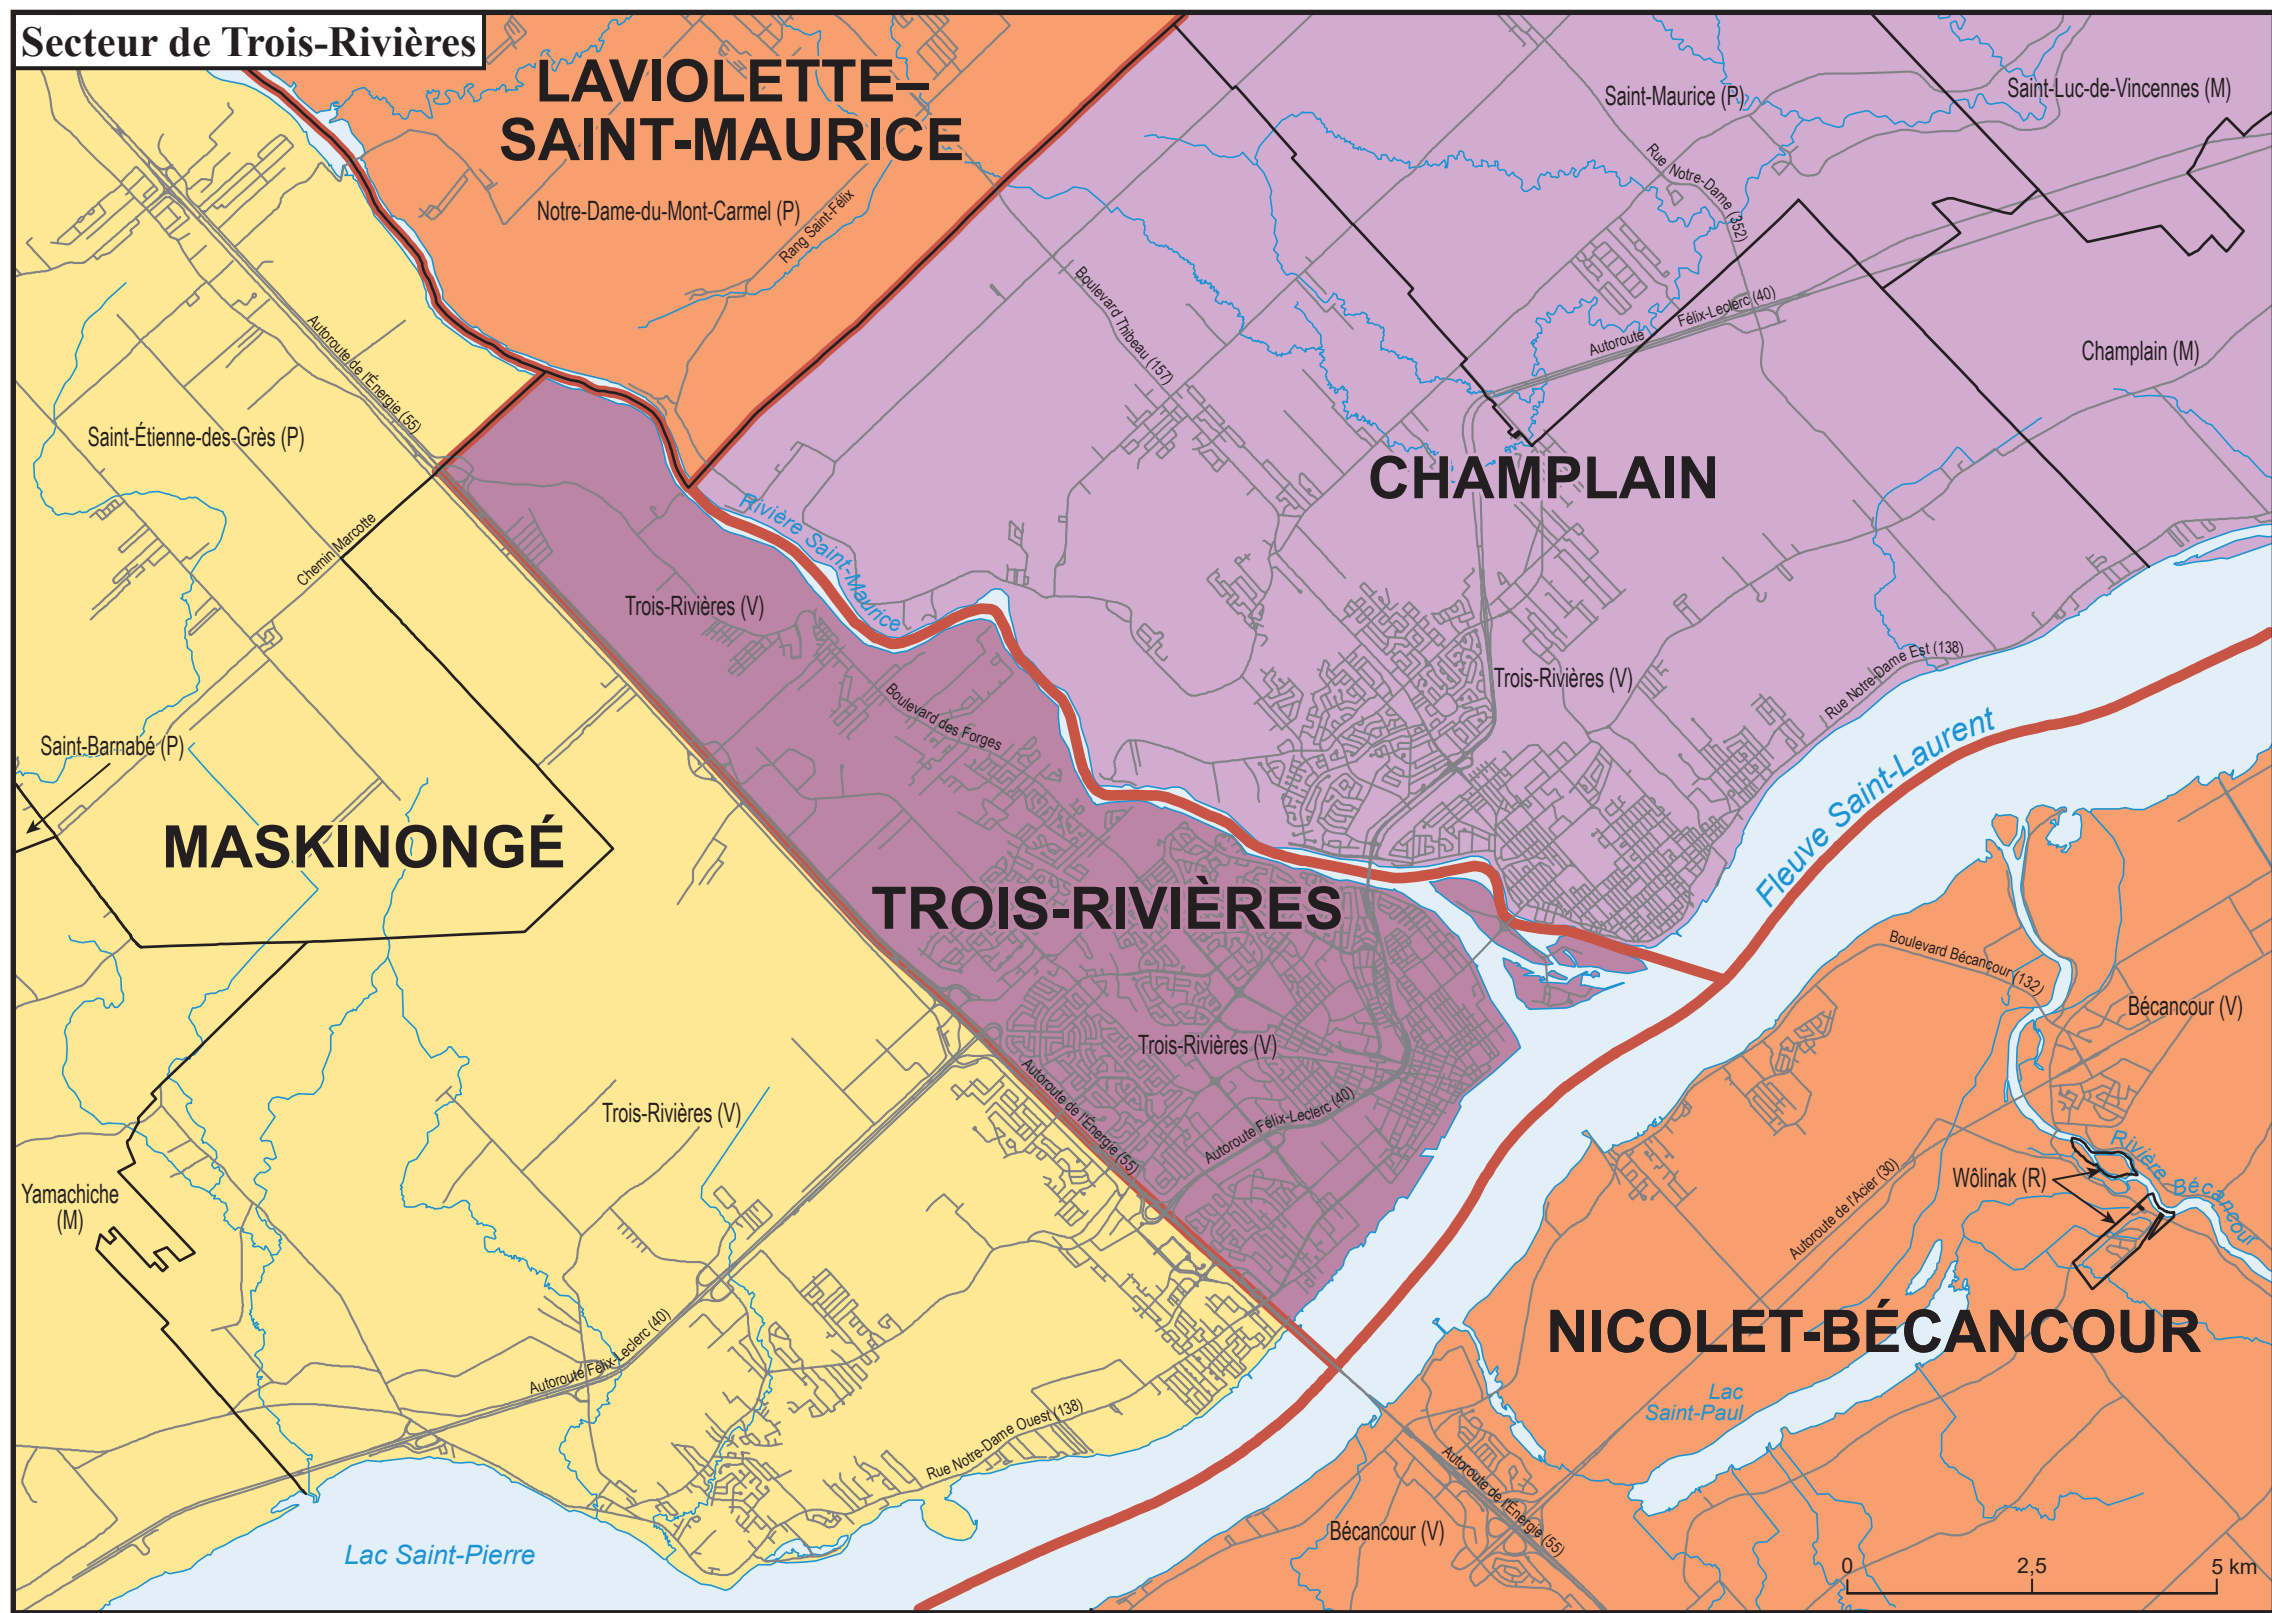 Secteur de Trois-Rivières
LAVIOLETTE–
SAINT-MAURICE
Notre-Dame-du-Mont-Carmel (P)
Rang Saint-Félix
Saint-Maurice (P)
Saint-Luc-de-Vincennes (M)
Rue Notre-Dame (352)
Boulevard Thibeau (157)
Autoroute Félix-Leclerc (40)
Champlain (M)
Autoroute de l'Énergie (55)
Saint-Étienne-des-Grès (P)
Chemin Marcotte
CHAMPLAIN
Rivière Saint-Maurice
Trois-Rivières (V)
Boulevard des Forges
Trois-Rivières (V)
Rue Notre-Dame Est (138)
Saint-Barnabé (P)
Fleuve Saint-Laurent
MASKINONGÉ
TROIS-RIVIÈRES
Boulevard Bécancour (132)
Bécancour (V)
Trois-Rivières (V)
Trois-Rivières (V)
Autoroute de l'Énergie (55)
Autoroute Félix-Leclerc (40)
Rivière Bécancour
Wôlinak (R)
Autoroute de l'Acier (30)
Yamachiche
(M)
NICOLET-BÉCANCOUR
Autoroute Félix-Leclerc (40)
Lac
Saint-Paul
Rue Notre-Dame Ouest (138)
Autoroute de l'Énergie (55)
Bécancour (V)
Lac Saint-Pierre
0 2,5 5 km